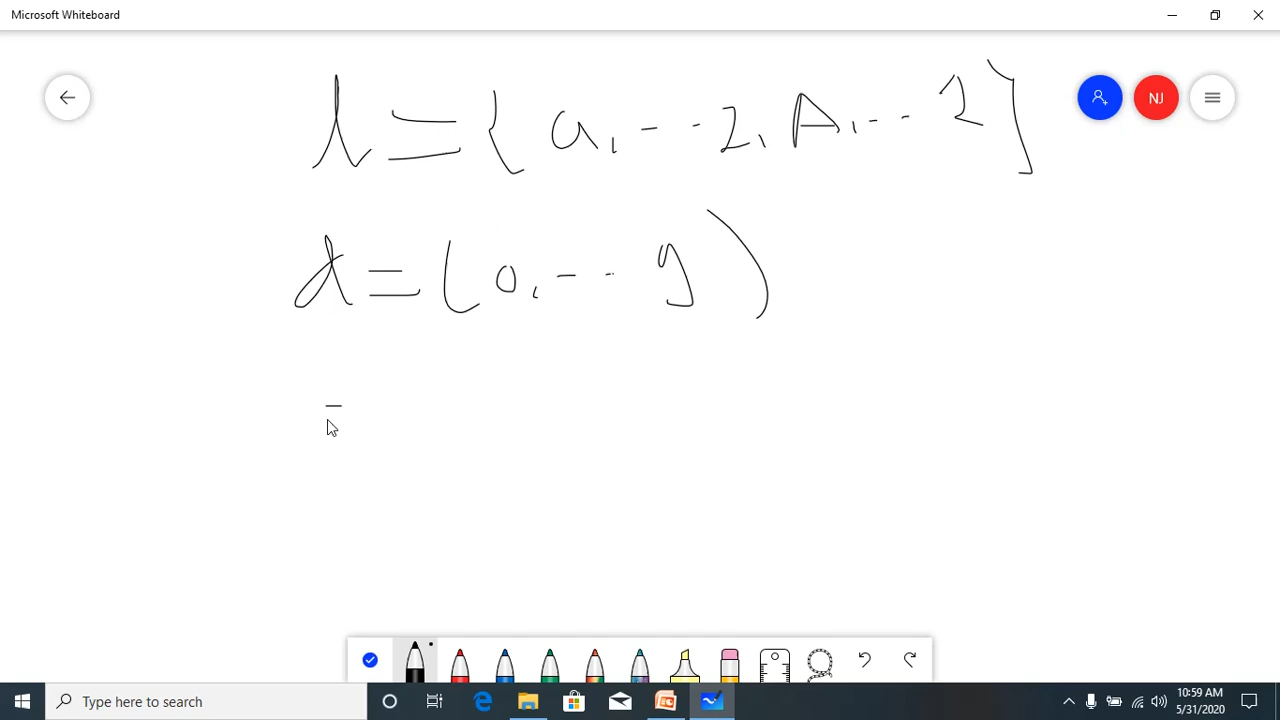 Microsoft Whiteboard
l = { a, - - z, A, - - Z }
NJ
d = ( 0, - - 9 )
Type here to search
10:59 AM
5/31/2020